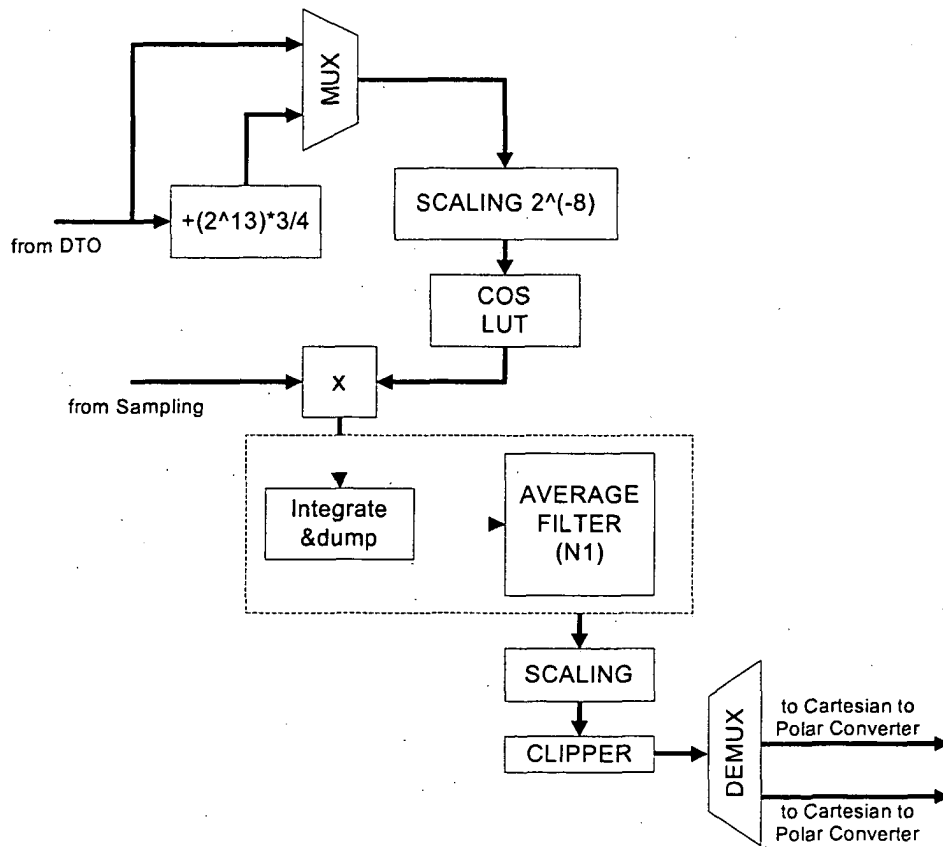 MUX
+(2^13)*3/4
from DTO
SCALING 2^(-8)
COS
LUT
X
from Sampling
Integrate
&dump
AVERAGE
FILTER
(N1)
SCALING
CLIPPER
DEMUX
to Cartesian to
Polar Converter
to Cartesian to
Polar Converter